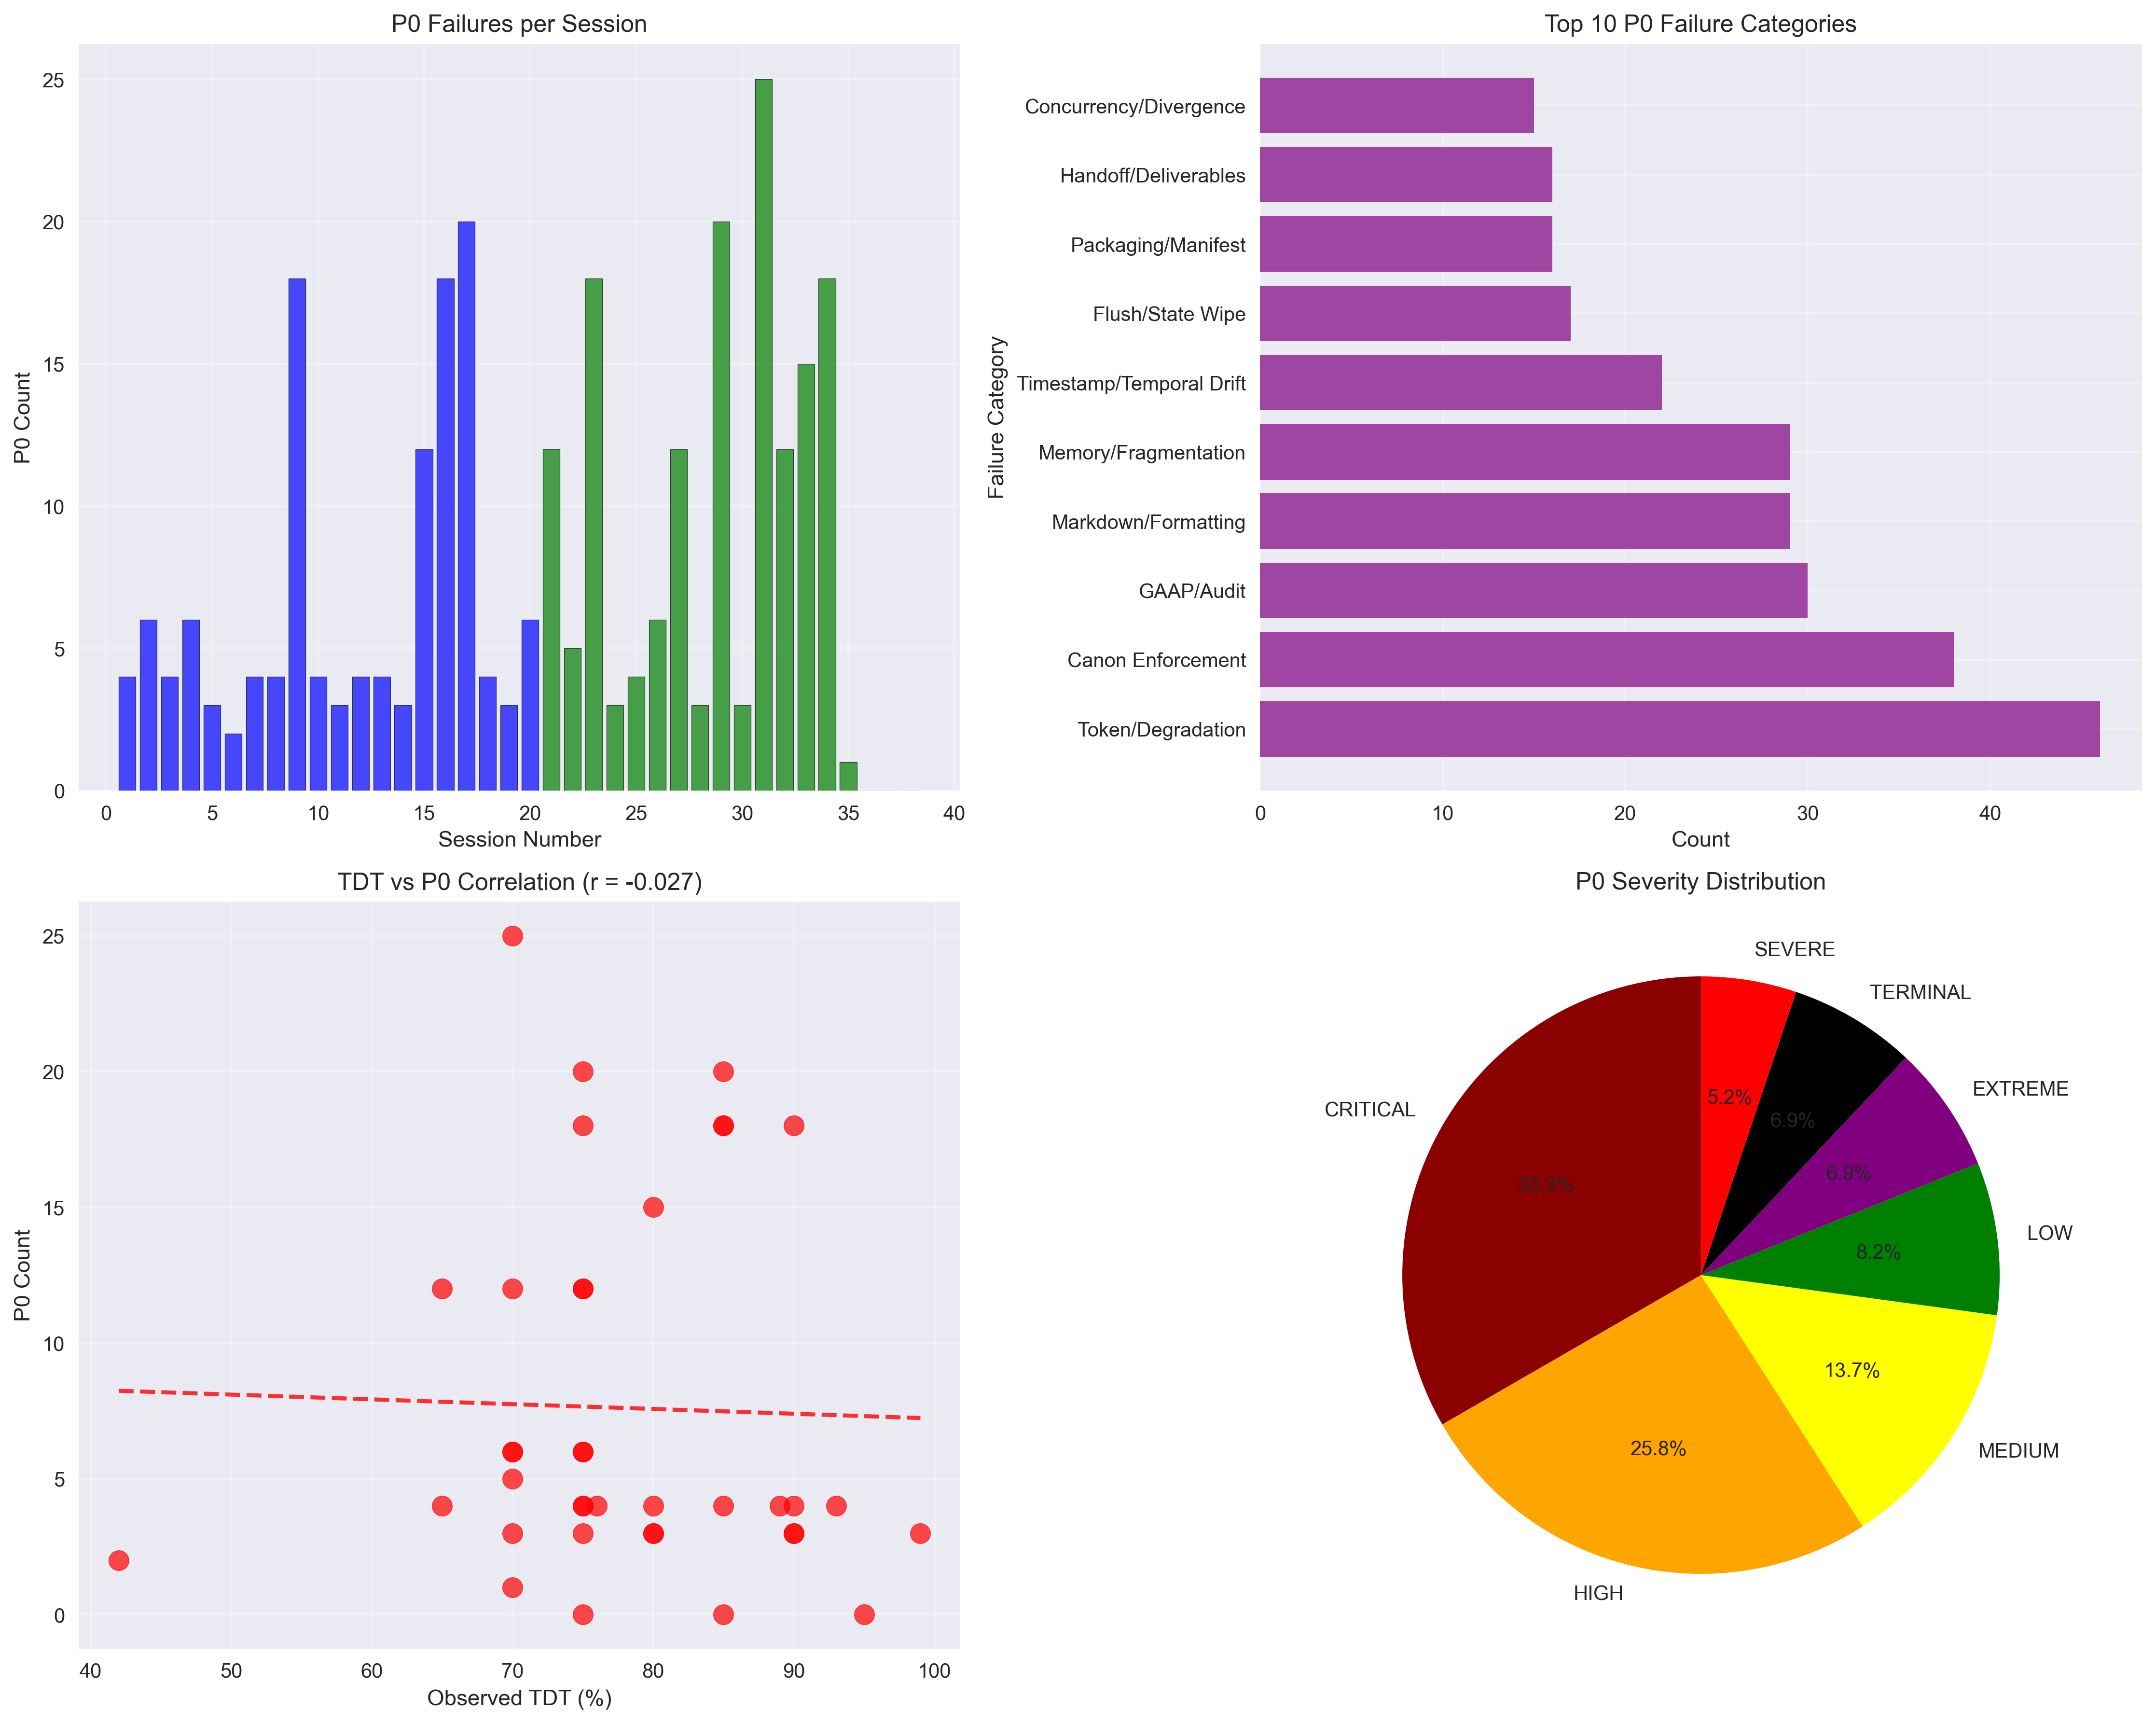 P0 Failures per Session
P0 Count
25
20
15
10
5
0
0 5 10 15 20 25 30 35 40
Session Number
Top 10 P0 Failure Categories
Failure Category
Concurrency/Divergence
Handoff/Deliverables
Packaging/Manifest
Flush/State Wipe
Timestamp/Temporal Drift
Memory/Fragmentation
Markdown/Formatting
GAAP/Audit
Canon Enforcement
Token/Degradation
0 10 20 30 40
Count
TDT vs P0 Correlation (r = -0.027)
P0 Count
25
20
15
10
5
0
40 50 60 70 80 90 100
Observed TDT (%)
P0 Severity Distribution
SEVERE
TERMINAL
EXTREME
CRITICAL
LOW
MEDIUM
HIGH
5.2%
6.9%
6.9%
33.3%
8.2%
13.7%
25.8%